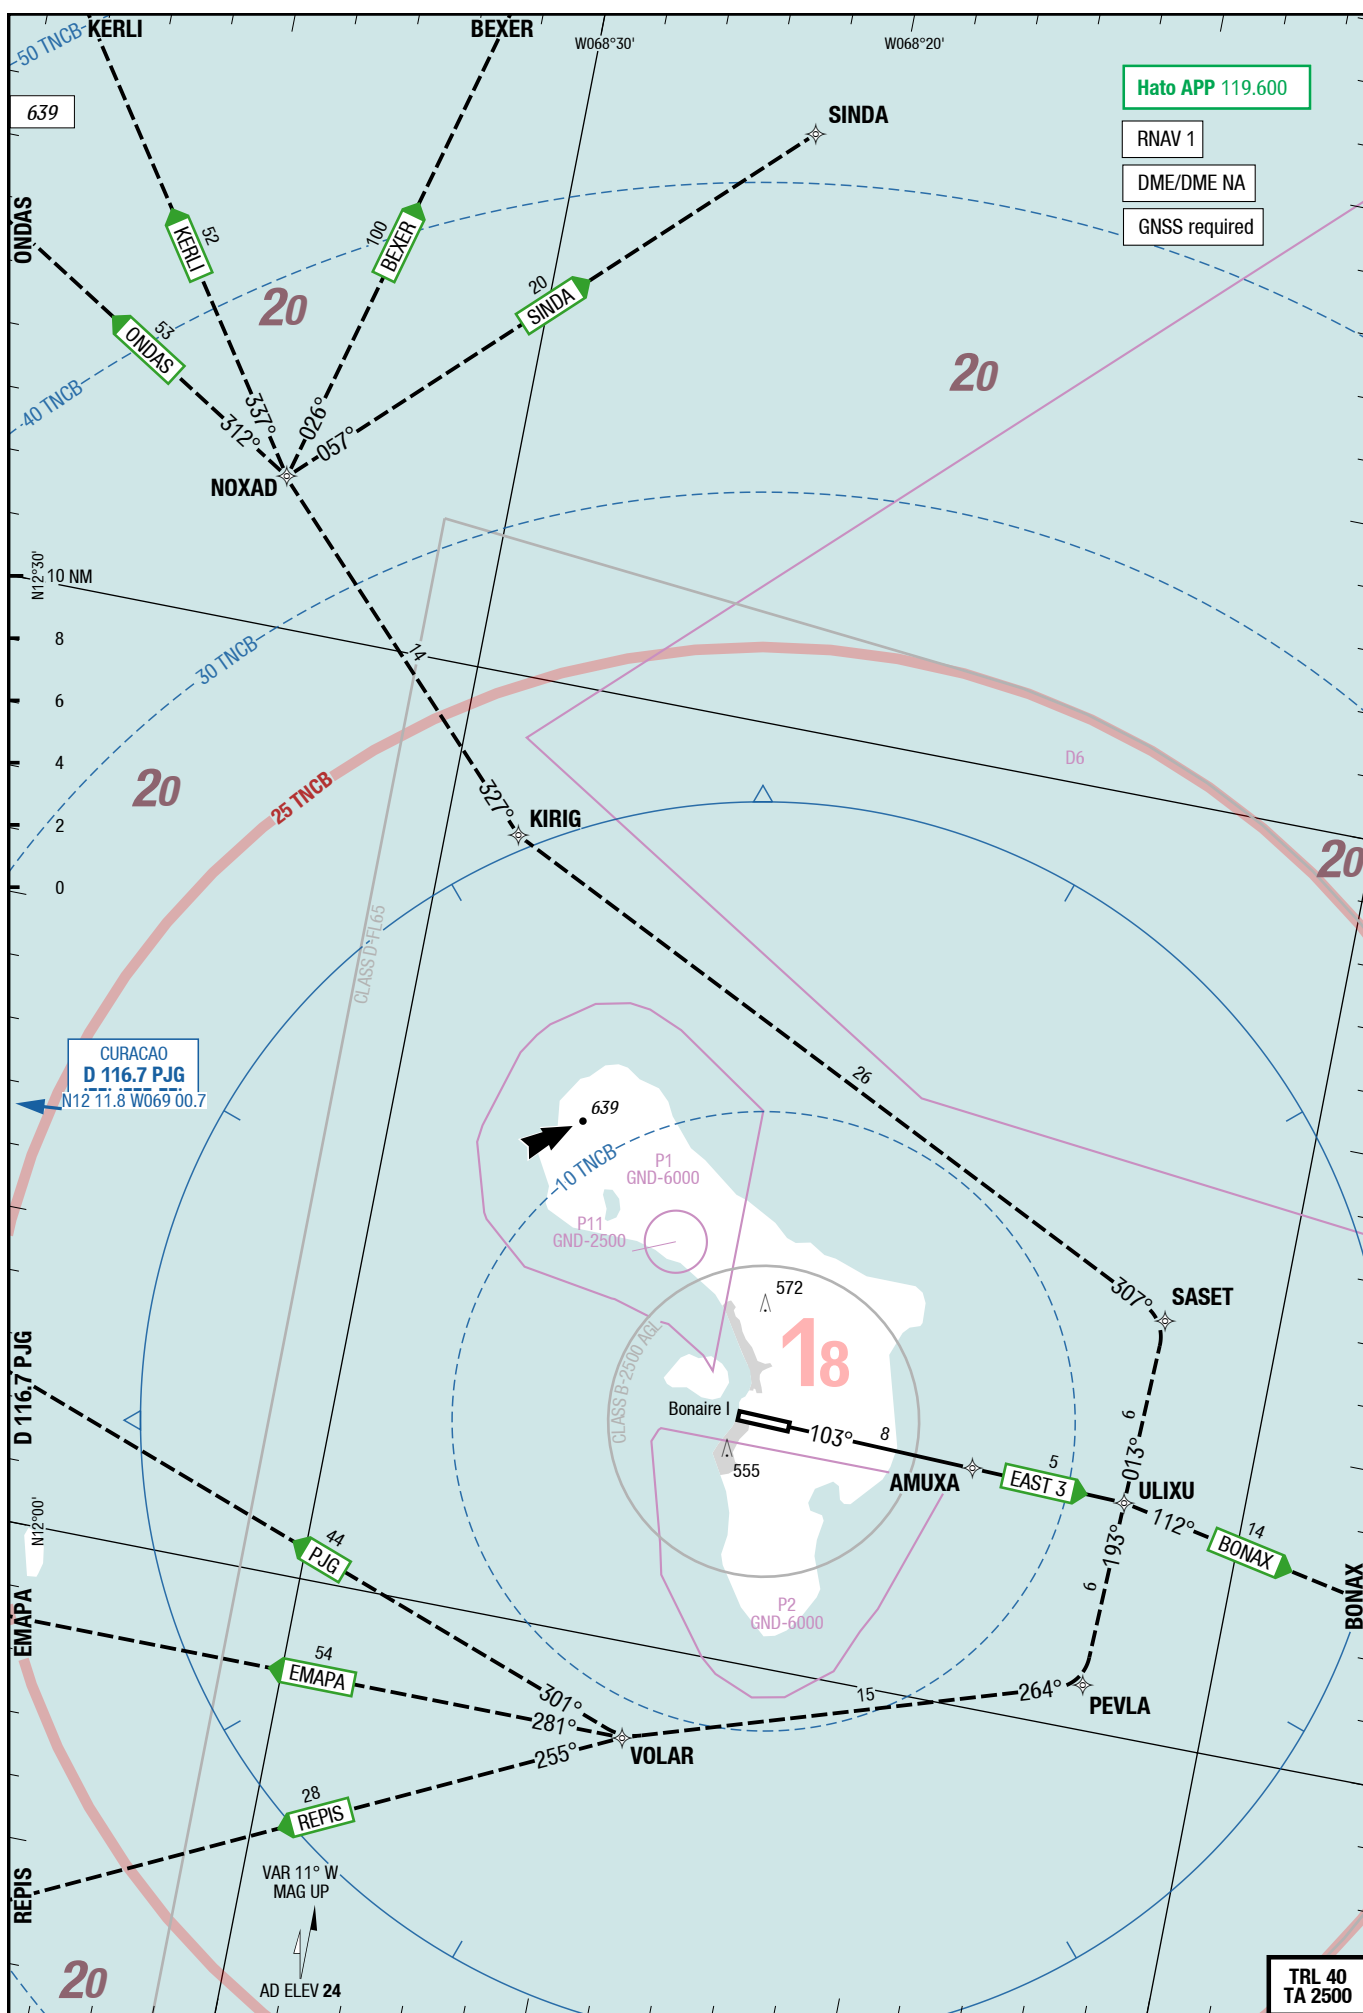 50 TNCB
KERLI
BEXER
W068°30'
W068°20'
Hato APP 119.600
639
SINDA
RNAV 1
DME/DME NA
GNSS required
ONDAS
KERLI
52
100
BEXER
20
SINDA
20
53
ONDAS
20
40 TNCB
337°
312°
026°
057°
NOXAD
N12°30'
10 NM
8
6
4
2
0
14
30 TNCB
D6
20
25 TNCB
327°
KIRIG
20
CLASS D-FL65
CURACAO
D 116.7 PJG
N12 11.8 W069 00.7
26
639
10 TNCB
P1
GND-6000
P11
GND-2500
307°
SASET
572
18
CLASS B-2500 AGL
D 116.7 PJG
Bonaire I
103°
8
6
013°
555
AMUXA
5
EAST 3
ULIXU
112°
14
BONAX
BONAX
N12°00'
44
PJG
193°
6
P2
GND-6000
EMAPA
54
EMAPA
301°
281°
255°
VOLAR
15
264°
PEVLA
28
REPIS
REPIS
VAR 11° W
MAG UP
20
AD ELEV 24
TRL 40
TA 2500